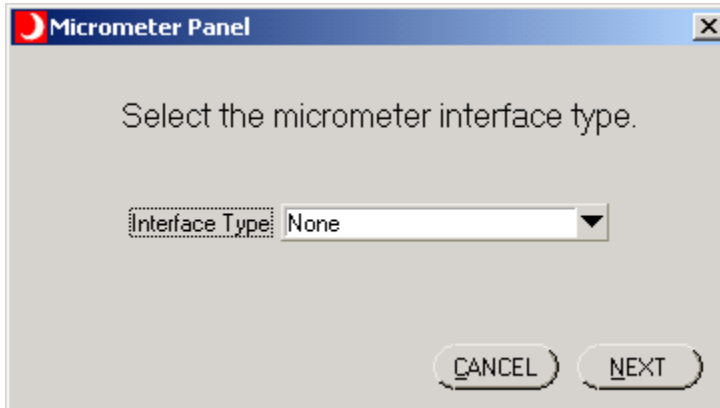 Micrometer Panel
Select the micrometer interface type.
Interface Type None
CANCEL NEXT